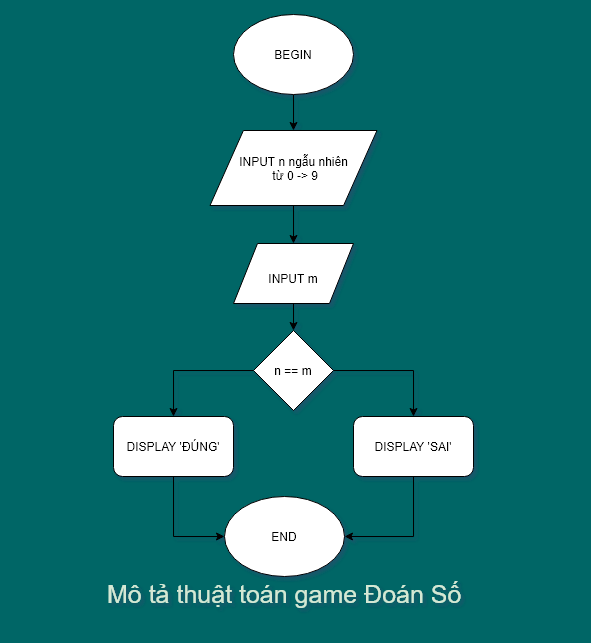 BEGIN
INPUT n ngẫu nhiên
từ 0 -> 9
INPUT m
n == m
DISPLAY 'ĐÚNG'
DISPLAY 'SAI'
END
Mô tả thuật toán game Đoán Số